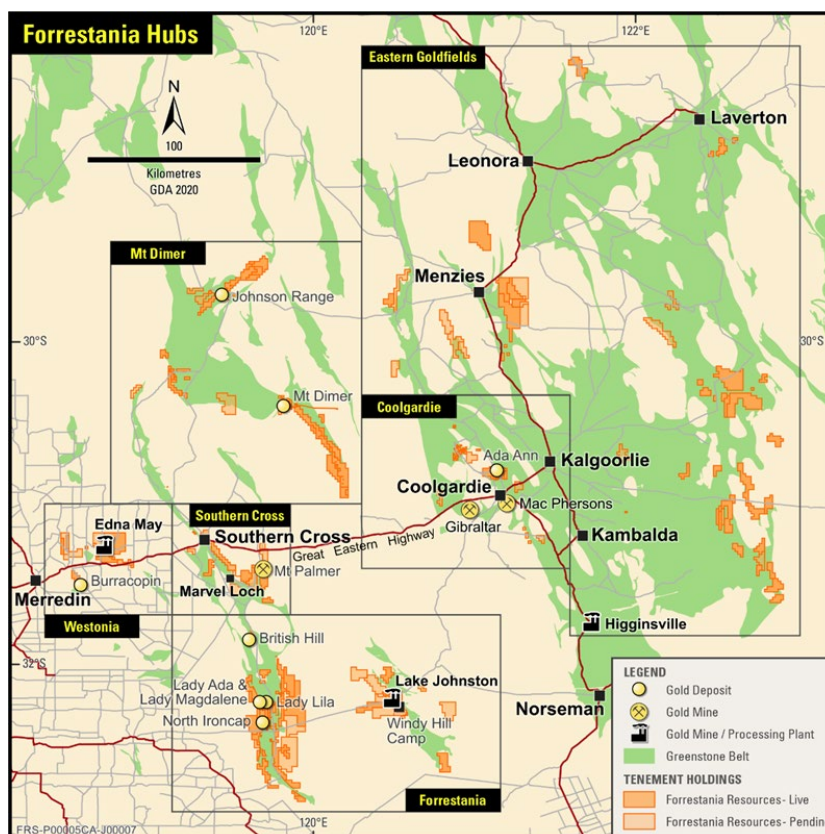 Forrestania Hubs
120°E
122°E
Eastern Goldfields
N
100
Kilometres
GDA 2020
Laverton
Leonora
Mt Dimer
Johnson Range
Menzies
30°S
30°S
Mt Dimer
Coolgardie
Ada Ann
Kalgoorlie
Coolgardie
Mac Phersons
Gibraltar
Edna May
Southern Cross
Southern Cross
Great Eastern Highway
Kambalda
Mt Palmer
Burracopin
Marvel Loch
Merredin
Westonia
British Hill
Higginsville
32°S
Lady Ada &
Lady Magdalene
Lady Lila
North Ironcap
Lake Johnston
Windy Hill
Camp
Norseman
Forrestania
120°E
FRS-P00005CA-J00007
LEGEND
Gold Deposit
Gold Mine
Gold Mine / Processing Plant
Greenstone Belt
TENEMENT HOLDINGS
Forrestania Resources- Live
Forrestania Resources- Pendin